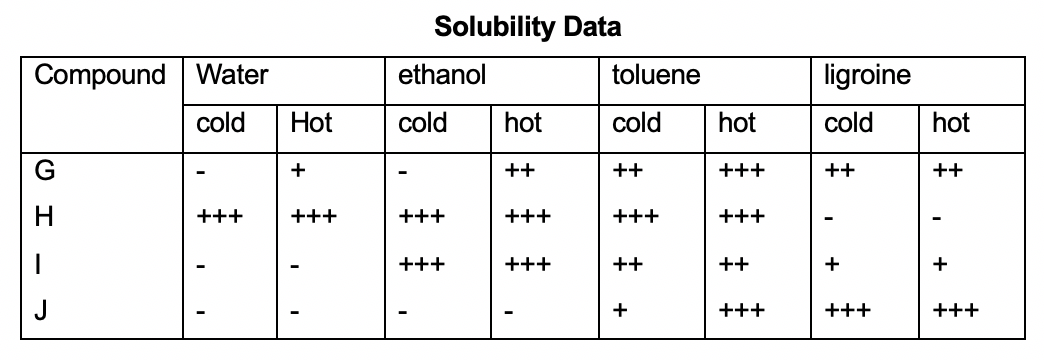 Solubility Data
Compound Water ethanol toluene ligroine
cold Hot cold hot cold hot cold hot
G - + - ++ ++ +++ ++ ++
H +++ +++ +++ +++ +++ +++ - -
I - - +++ +++ ++ ++ + +
J - - - - + +++ +++ +++